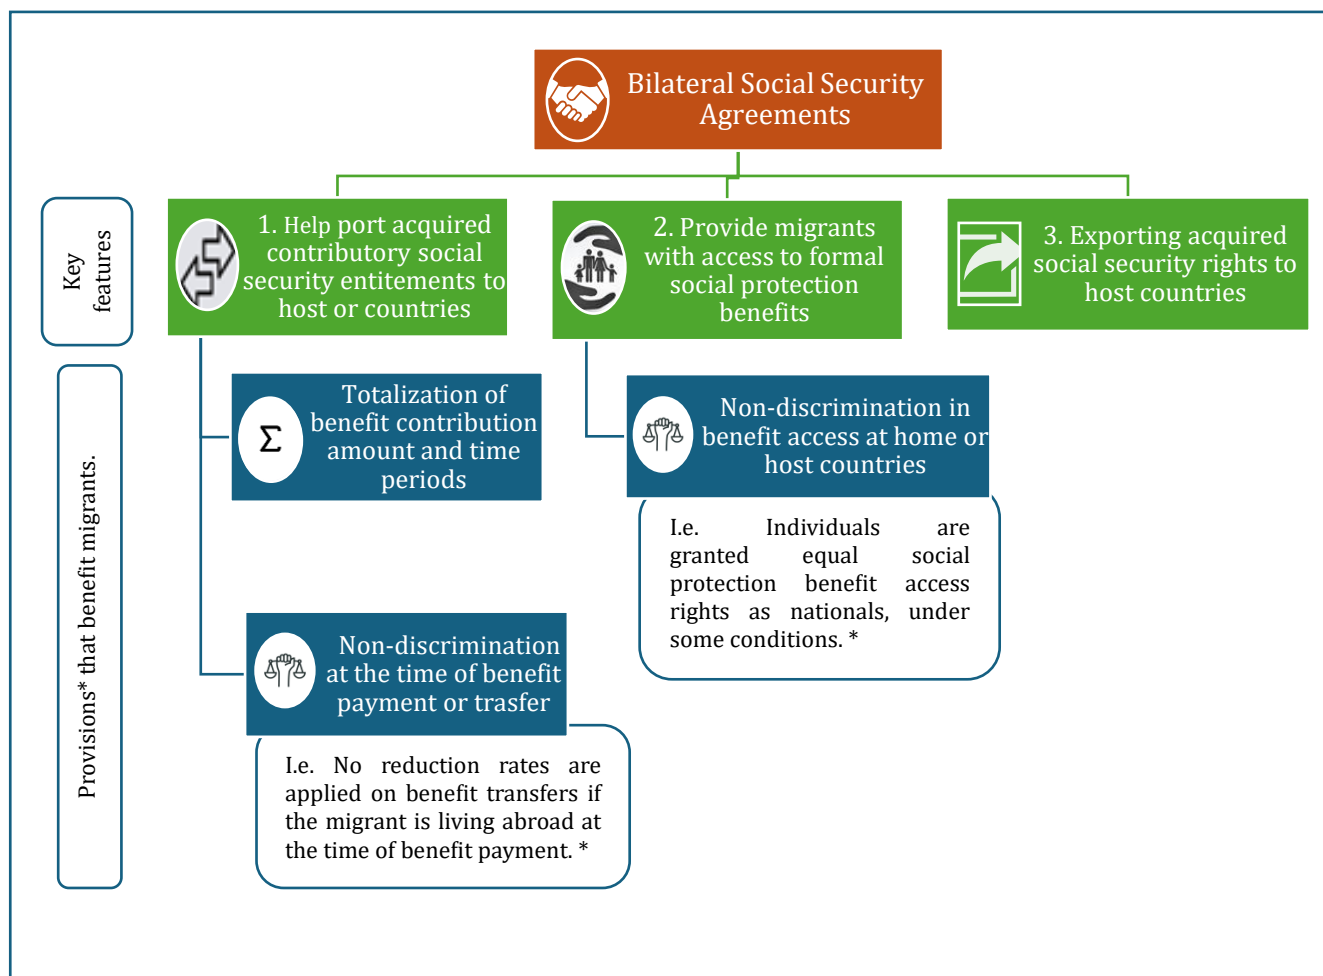 Bilateral Social Security
Agreements
Key
features
1. Help port acquired
contributory social
security entitements to
host or countries
2. Provide migrants
with access to formal
social protection
benefits
3. Exporting acquired
social security rights to
host countries
Provisions* that benefit migrants.
Σ
Totalization of
benefit contribution
amount and time
periods
Non-discrimination in
benefit access at home or
host countries
I.e. Individuals are
granted equal social
protection benefit access
rights as nationals, under
some conditions. *
Non-discrimination
at the time of benefit
payment or trasfer
I.e. No reduction rates are
applied on benefit transfers if
the migrant is living abroad at
the time of benefit payment. *